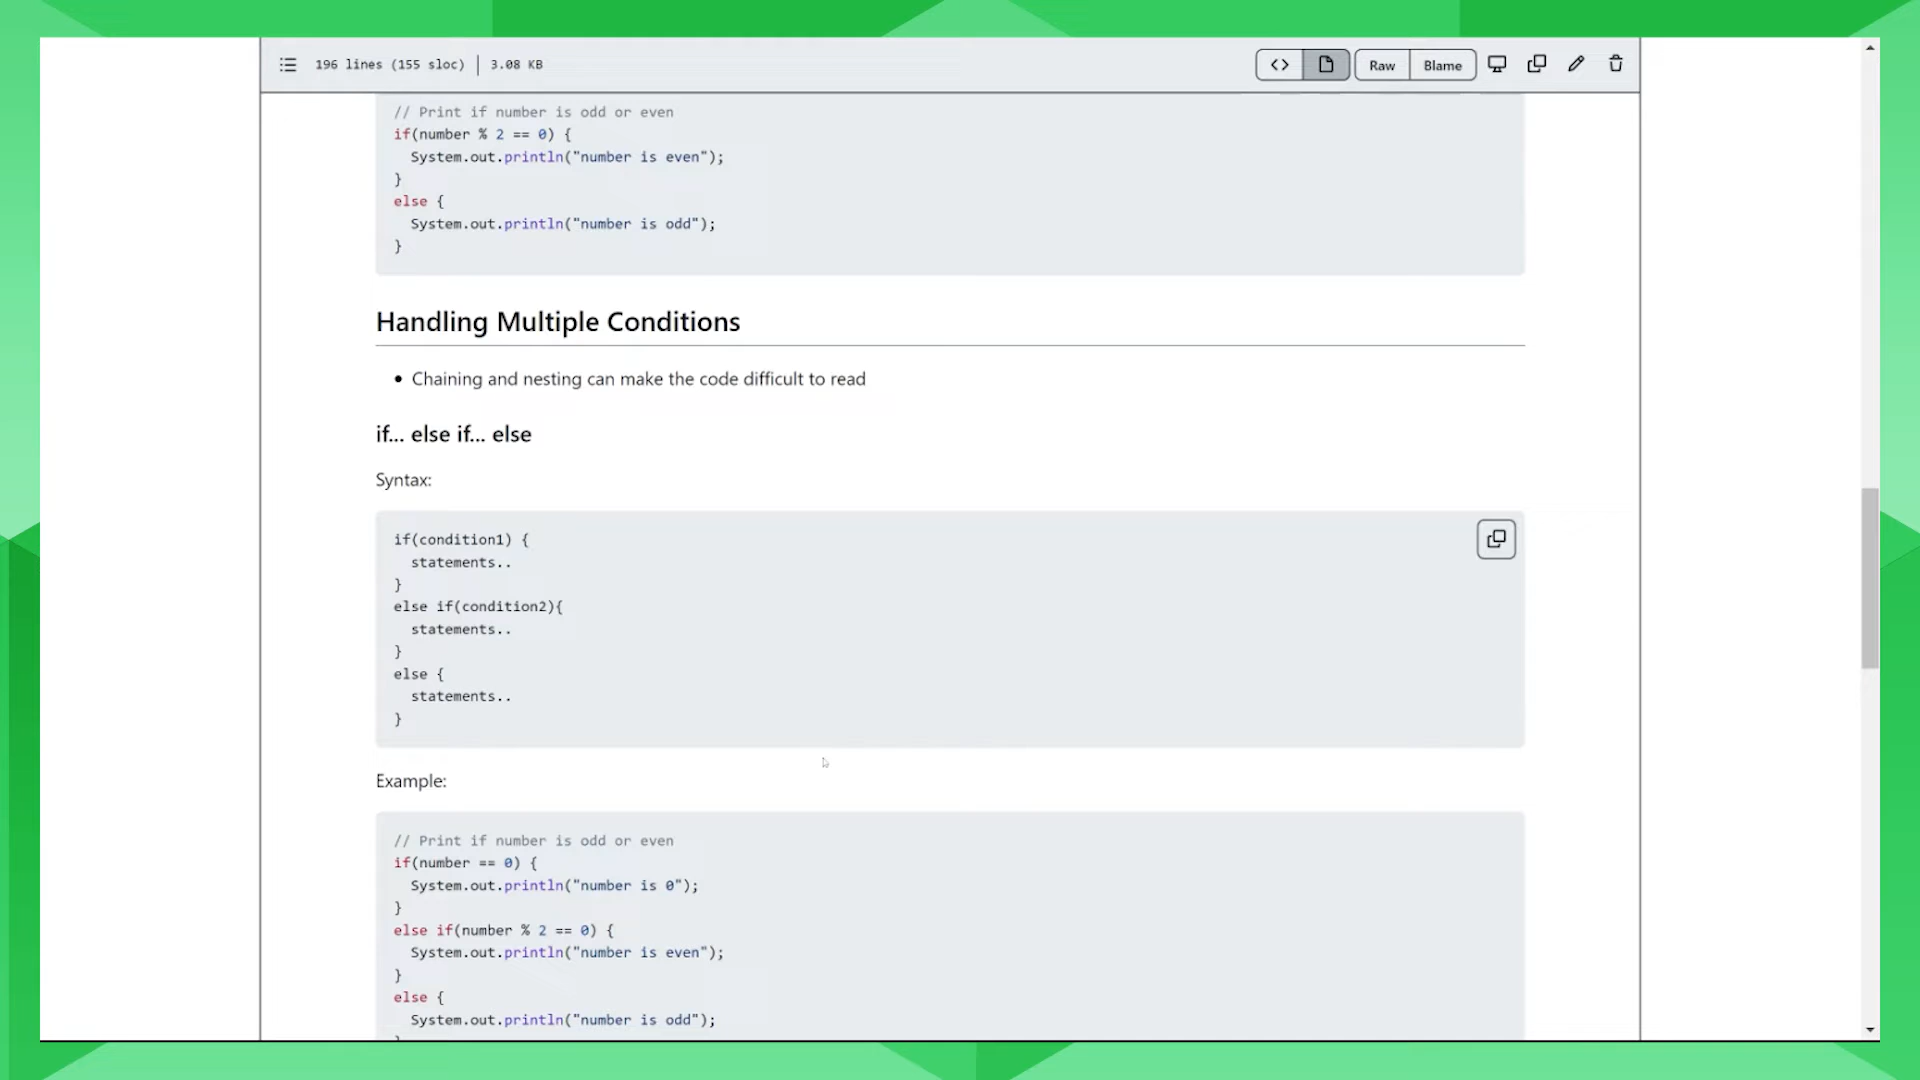 196 lines (155 sloc) | 3.08 KB
<> Raw Blame
// Print if number is odd or even
if(number % 2 == 0) {
System.out.println("number is even");
}
else {
System.out.println("number is odd");
}
Handling Multiple Conditions
• Chaining and nesting can make the code difficult to read
if... else if... else
Syntax:
if(condition1) {
statements..
}
else if(condition2){
statements..
}
else {
statements..
}
Example:
// Print if number is odd or even
if(number == 0) {
System.out.println("number is 0");
}
else if(number % 2 == 0) {
System.out.println("number is even");
}
else {
System.out.println("number is odd");